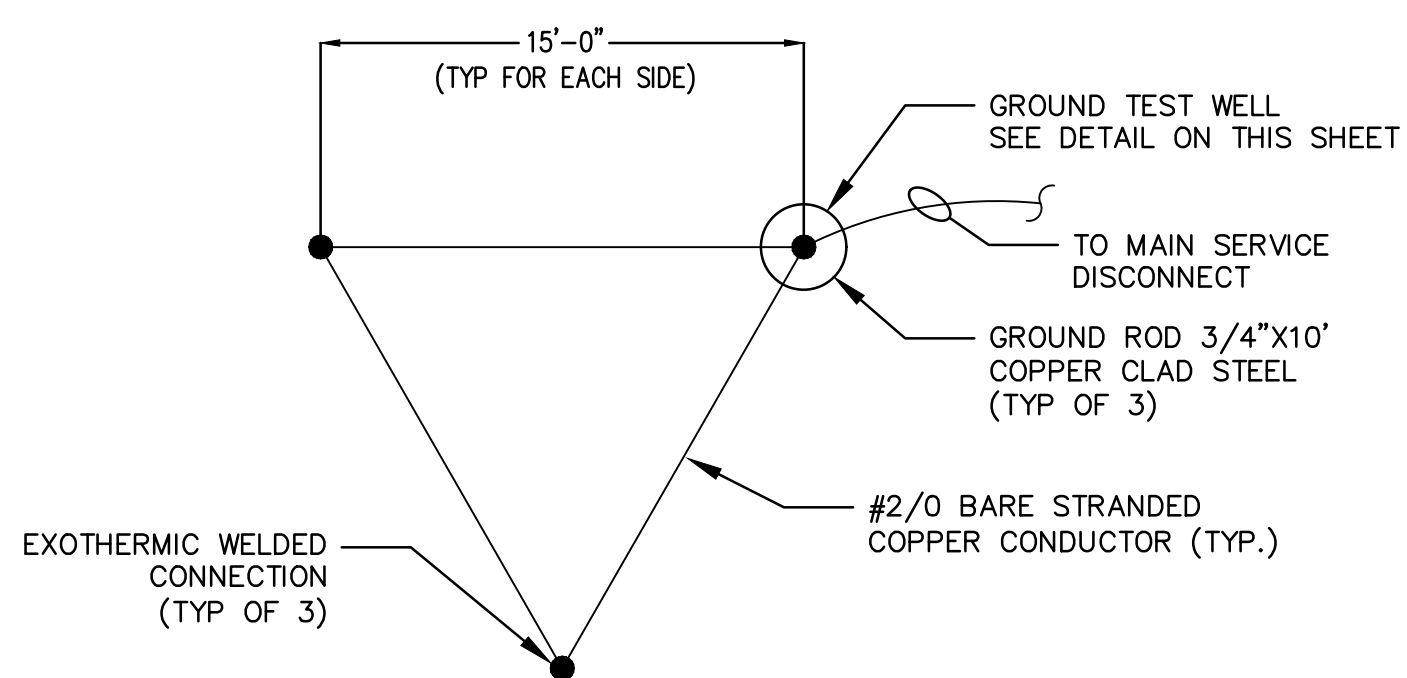 15'-0"
(TYP FOR EACH SIDE)
GROUND TEST WELL
SEE DETAIL ON THIS SHEET
TO MAIN SERVICE
DISCONNECT
GROUND ROD 3/4"X10'
COPPER CLAD STEEL
(TYP OF 3)
#2/0 BARE STRANDED
COPPER CONDUCTOR (TYP.)
EXOTHERMIC WELDED
CONNECTION
(TYP OF 3)